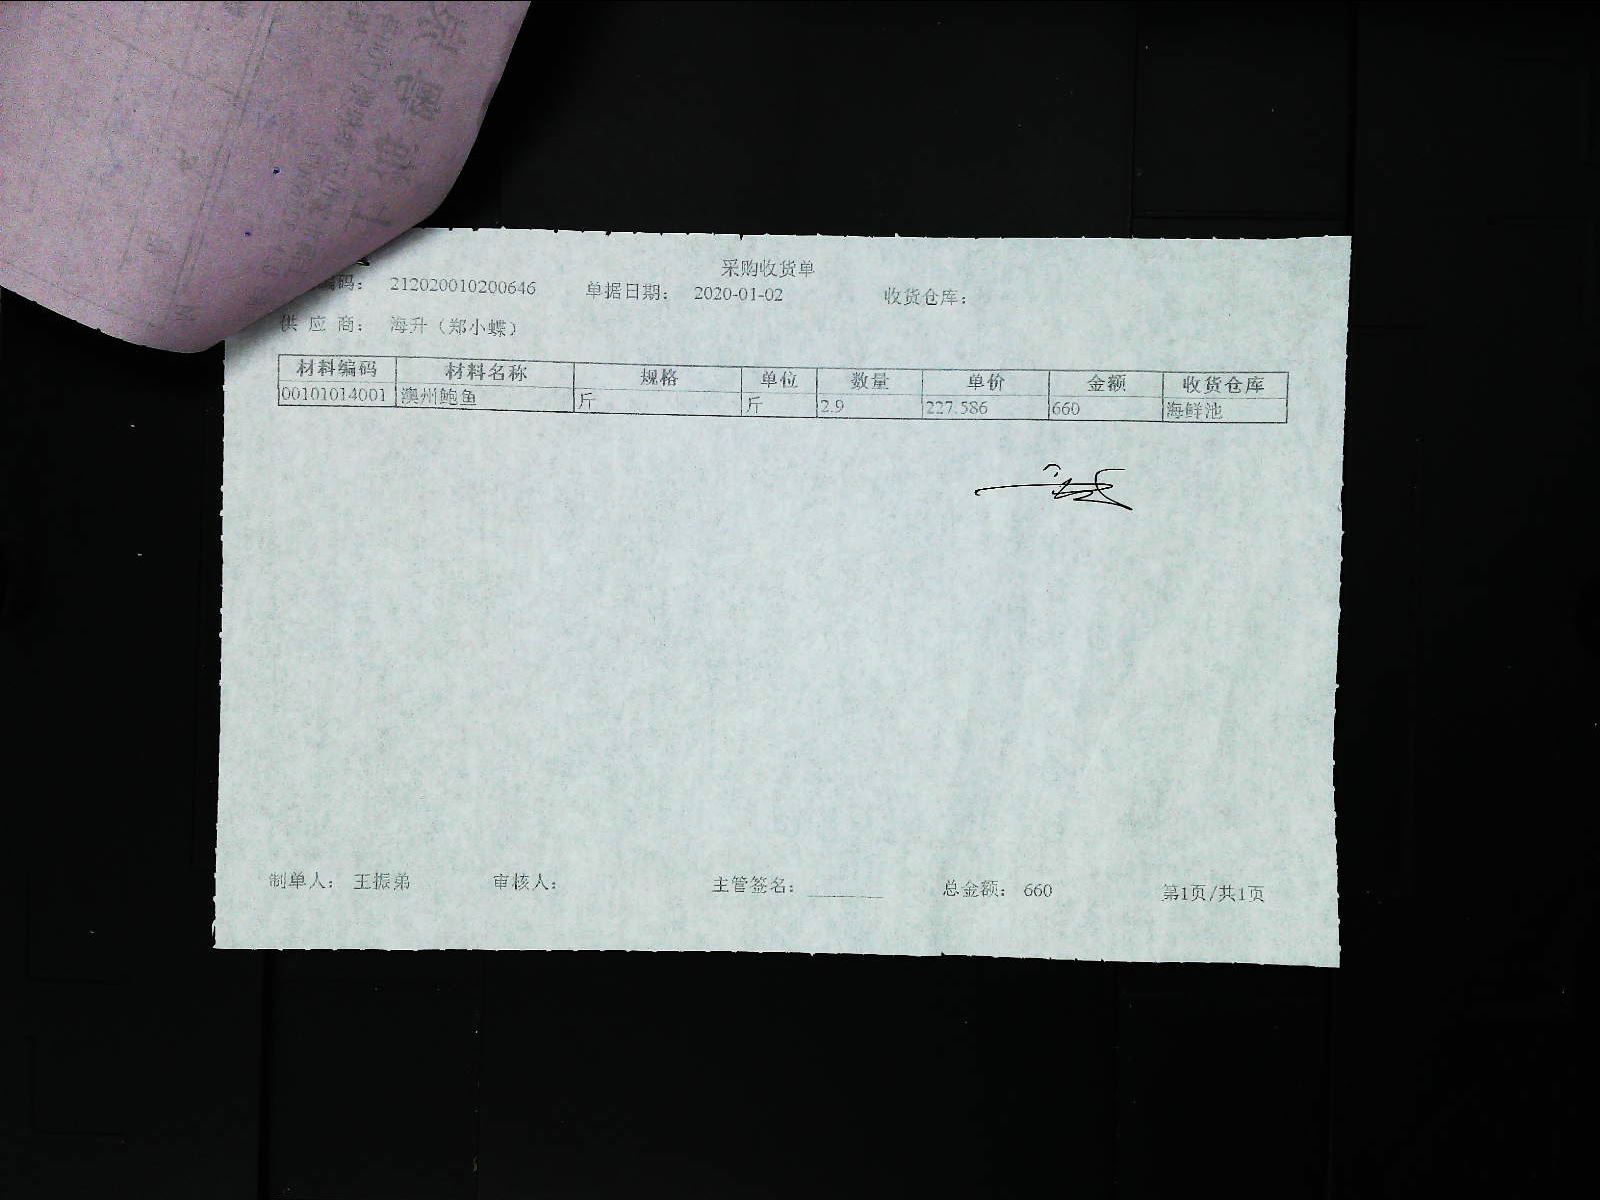 采购收货单
编码： 212020010200646 单据日期： 2020-01-02 收货仓库：
供 应 商： 海升（郑小蝶）
材料编码 材料名称 规格 单位 数量 单价 金额 收货仓库
00101014001 澳州鲍鱼 斤 斤 2.9 227.586 660 海鲜池
制单人： 王振弟 审核人： 主管签名： 总金额： 660 第1页/共1页